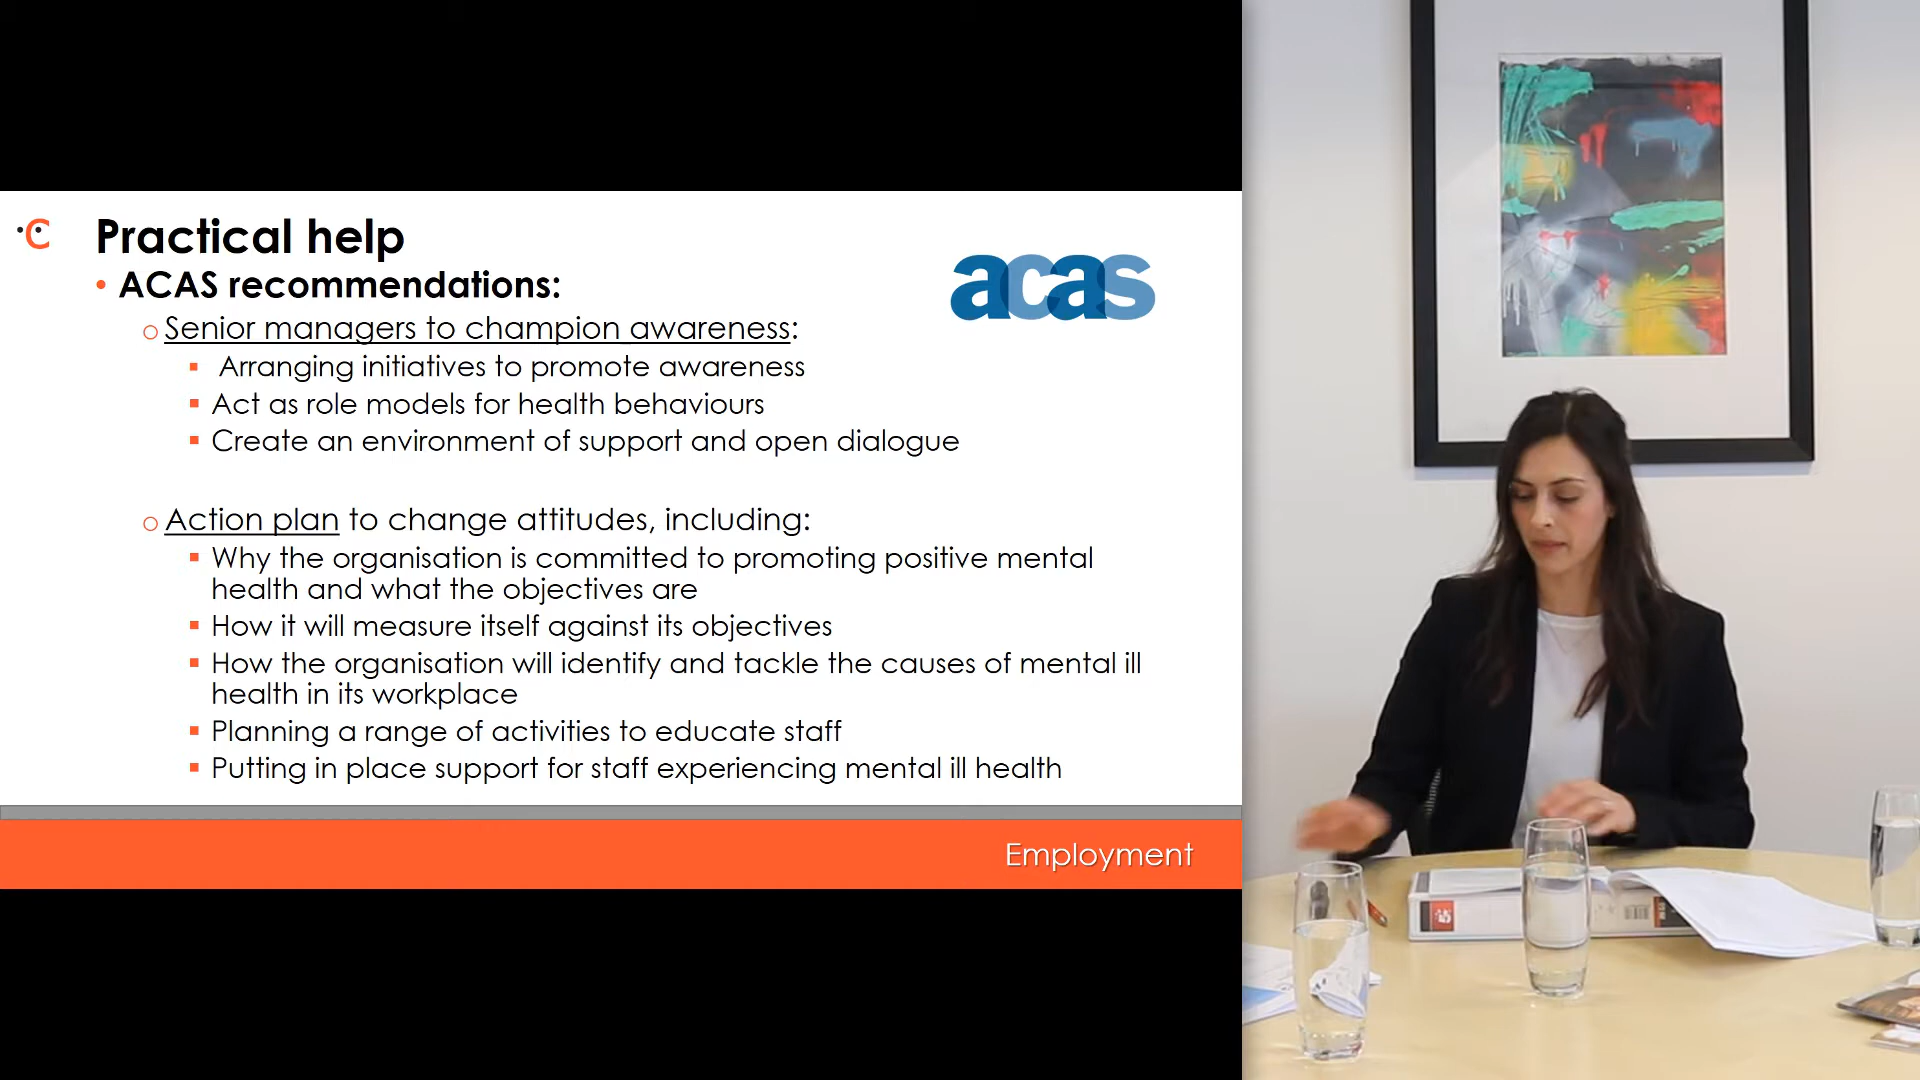 C
Practical help
• ACAS recommendations:
acas
o Senior managers to champion awareness:
▪ Arranging initiatives to promote awareness
▪ Act as role models for health behaviours
▪ Create an environment of support and open dialogue
o Action plan to change attitudes, including:
▪ Why the organisation is committed to promoting positive mental
health and what the objectives are
▪ How it will measure itself against its objectives
▪ How the organisation will identify and tackle the causes of mental ill
health in its workplace
▪ Planning a range of activities to educate staff
▪ Putting in place support for staff experiencing mental ill health
Employment